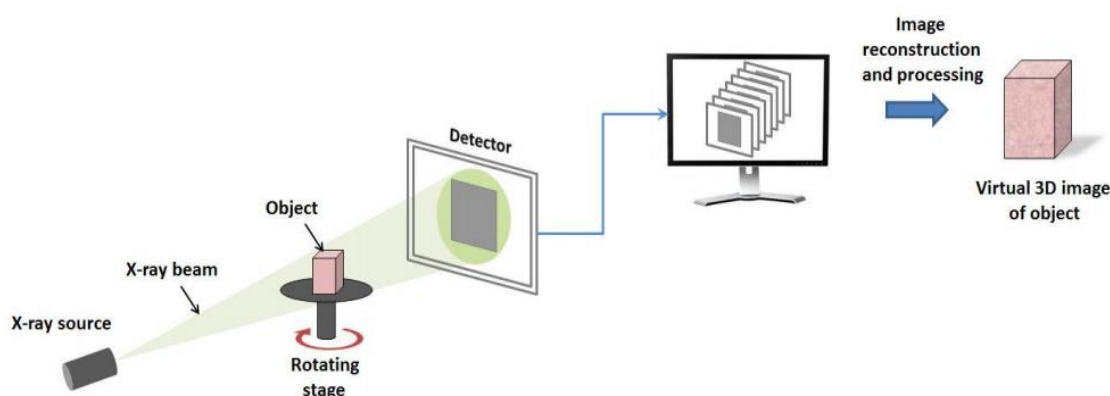 X-ray source
X-ray beam
Object
Rotating
stage
Detector
Image
reconstruction
and processing
Virtual 3D image
of object